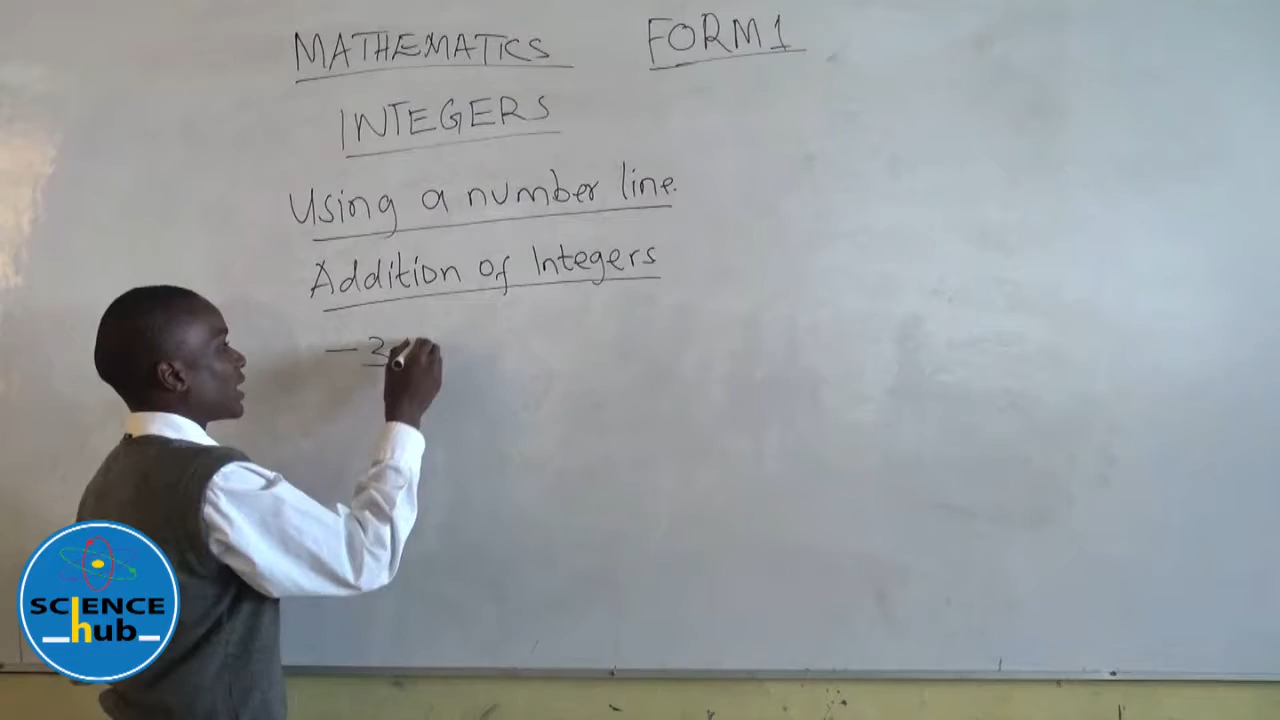 MATHEMATICS FORM 1
INTEGERS
Using a number line.
Addition of Integers
SCIENCE
hub